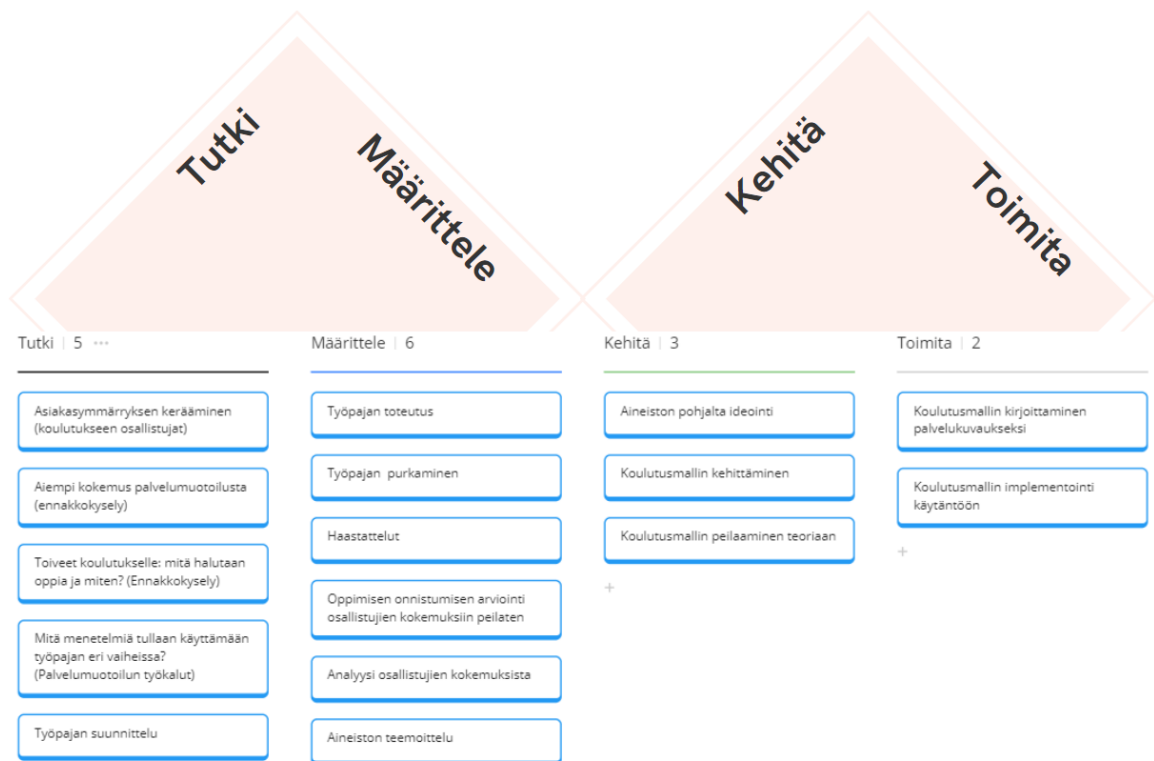 Tutki
Määrittele
Kehitä
Toimita
Tutki | 5 ···
Asiakasymmärryksen kerääminen
(koulutukseen osallistujat)
Aiempi kokemus palvelumuotoilusta
(ennakkokysely)
Toiveet koulutukselle: mitä halutaan
oppia ja miten? (Ennakkokysely)
Mitä menetelmiä tullaan käyttämään
työpajan eri vaiheissa?
(Palvelumuotoilun työkalut)
Työpajan suunnittelu
Määrittele | 6
Työpajan toteutus
Työpajan  purkaminen
Haastattelut
Oppimisen onnistumisen arviointi
osallistujien kokemuksiin peilaten
Analyysi osallistujien kokemuksista
Aineiston teemoittelu
Kehitä | 3
Aineiston pohjalta ideointi
Koulutusmallin kehittäminen
Koulutusmallin peilaaminen teoriaan
+
Toimita | 2
Koulutusmallin kirjoittaminen
palvelukuvaukseksi
Koulutusmallin implementointi
käytäntöön
+